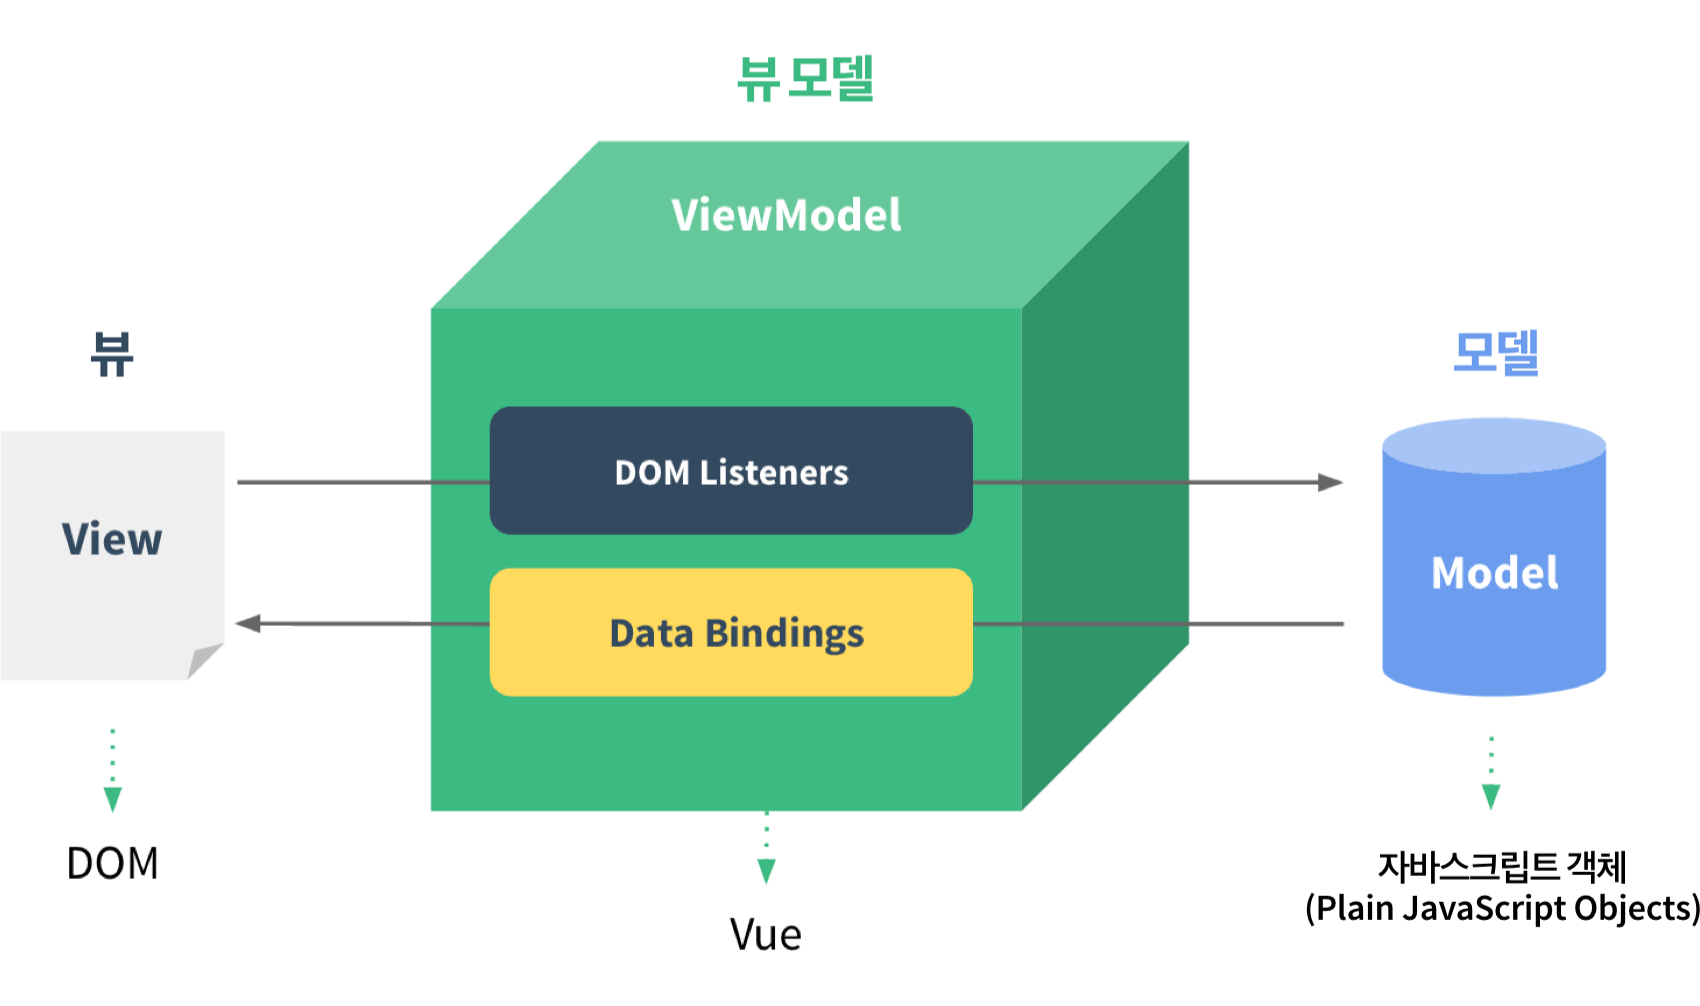 뷰 모델
ViewModel
뷰
모델
DOM Listeners
View
Model
Data Bindings
DOM
Vue
자바스크립트 객체
(Plain JavaScript Objects)